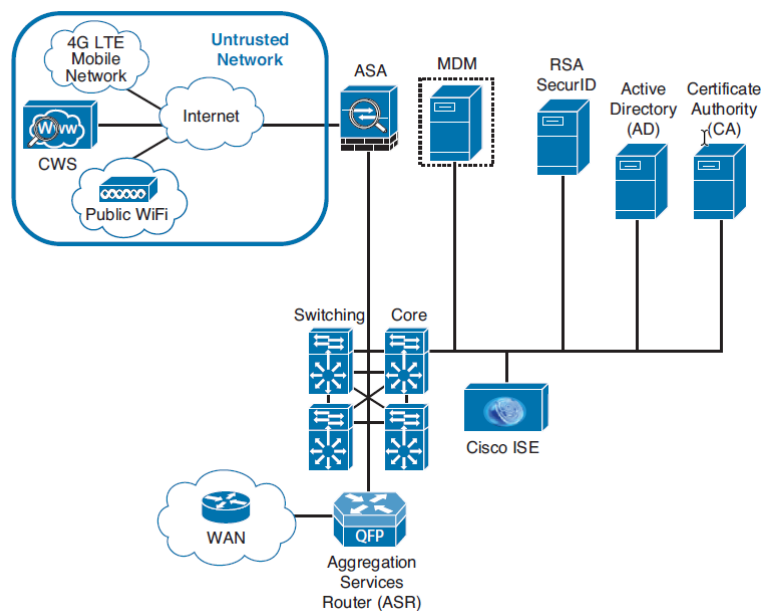 4G LTE
Mobile
Network
Untrusted
Network
Internet
Www
CWS
Public WiFi
ASA
MDM
RSA
SecurID
Active
Directory
(AD)
Certificate
Authority
(CA)
Switching
Core
Cisco ISE
WAN
QFP
Aggregation
Services
Router (ASR)